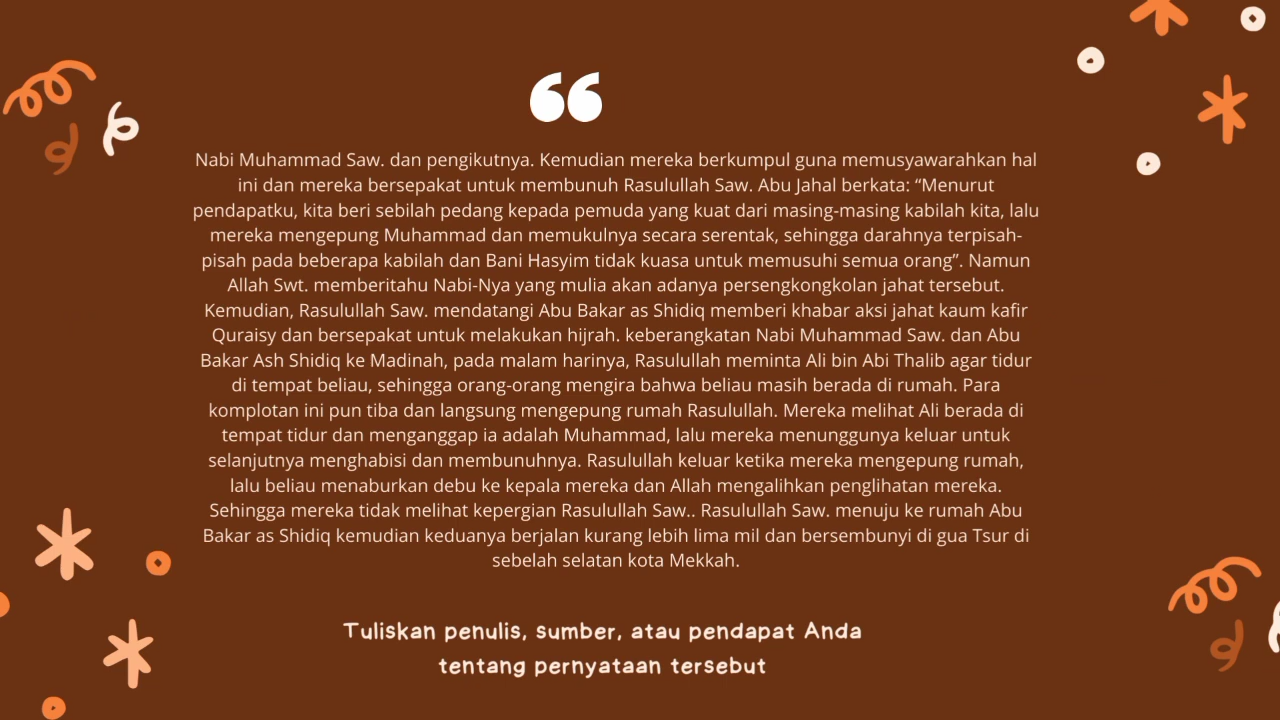 “
Nabi Muhammad Saw. dan pengikutnya. Kemudian mereka berkumpul guna memusyawarahkan hal
ini dan mereka bersepakat untuk membunuh Rasulullah Saw. Abu Jahal berkata: “Menurut
pendapatku, kita beri sebilah pedang kepada pemuda yang kuat dari masing-masing kabilah kita, lalu
mereka mengepung Muhammad dan memukulnya secara serentak, sehingga darahnya terpisah-
pisah pada beberapa kabilah dan Bani Hasyim tidak kuasa untuk memusuhi semua orang”. Namun
Allah Swt. memberitahu Nabi-Nya yang mulia akan adanya persengkongkolan jahat tersebut.
Kemudian, Rasulullah Saw. mendatangi Abu Bakar as Shidiq memberi khabar aksi jahat kaum kafir
Quraisy dan bersepakat untuk melakukan hijrah. keberangkatan Nabi Muhammad Saw. dan Abu
Bakar Ash Shidiq ke Madinah, pada malam harinya, Rasulullah meminta Ali bin Abi Thalib agar tidur
di tempat beliau, sehingga orang-orang mengira bahwa beliau masih berada di rumah. Para
komplotan ini pun tiba dan langsung mengepung rumah Rasulullah. Mereka melihat Ali berada di
tempat tidur dan menganggap ia adalah Muhammad, lalu mereka menunggunya keluar untuk
selanjutnya menghabisi dan membunuhnya. Rasulullah keluar ketika mereka mengepung rumah,
lalu beliau menaburkan debu ke kepala mereka dan Allah mengalihkan penglihatan mereka.
Sehingga mereka tidak melihat kepergian Rasulullah Saw.. Rasulullah Saw. menuju ke rumah Abu
Bakar as Shidiq kemudian keduanya berjalan kurang lebih lima mil dan bersembunyi di gua Tsur di
sebelah selatan kota Mekkah.
Tuliskan penulis, sumber, atau pendapat Anda
tentang pernyataan tersebut